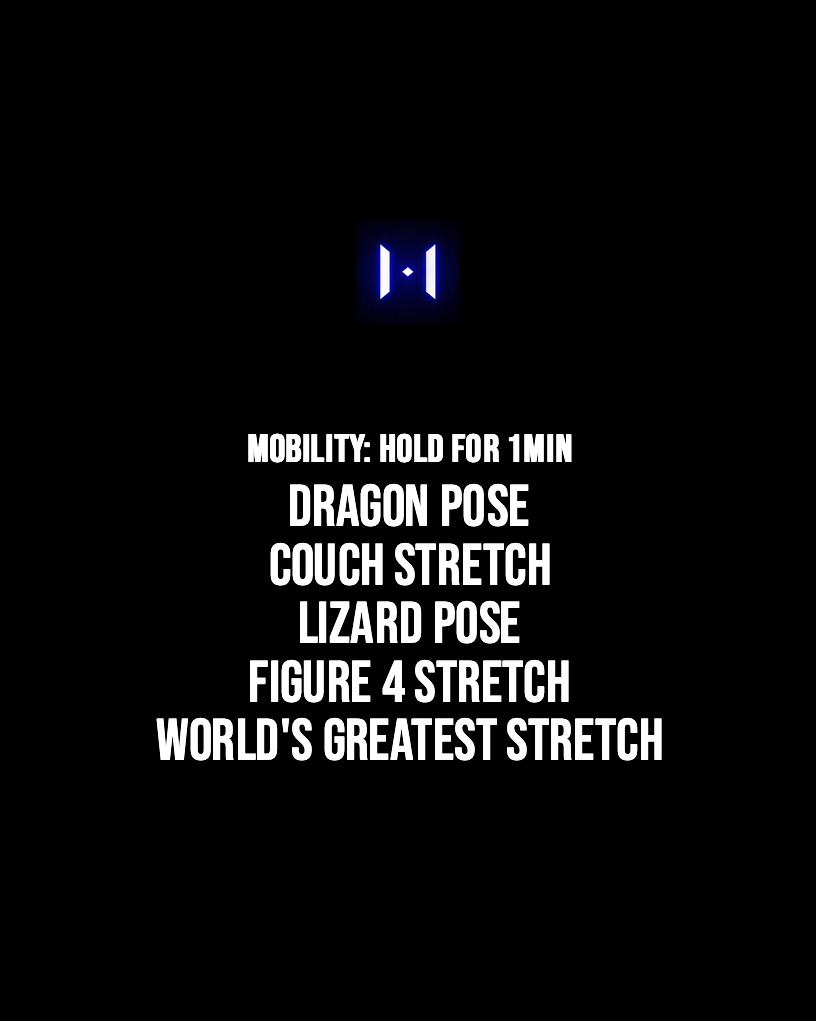 MOBILITY: HOLD FOR 1MIN
DRAGON POSE
COUCH STRETCH
LIZARD POSE
FIGURE 4 STRETCH
WORLD'S GREATEST STRETCH